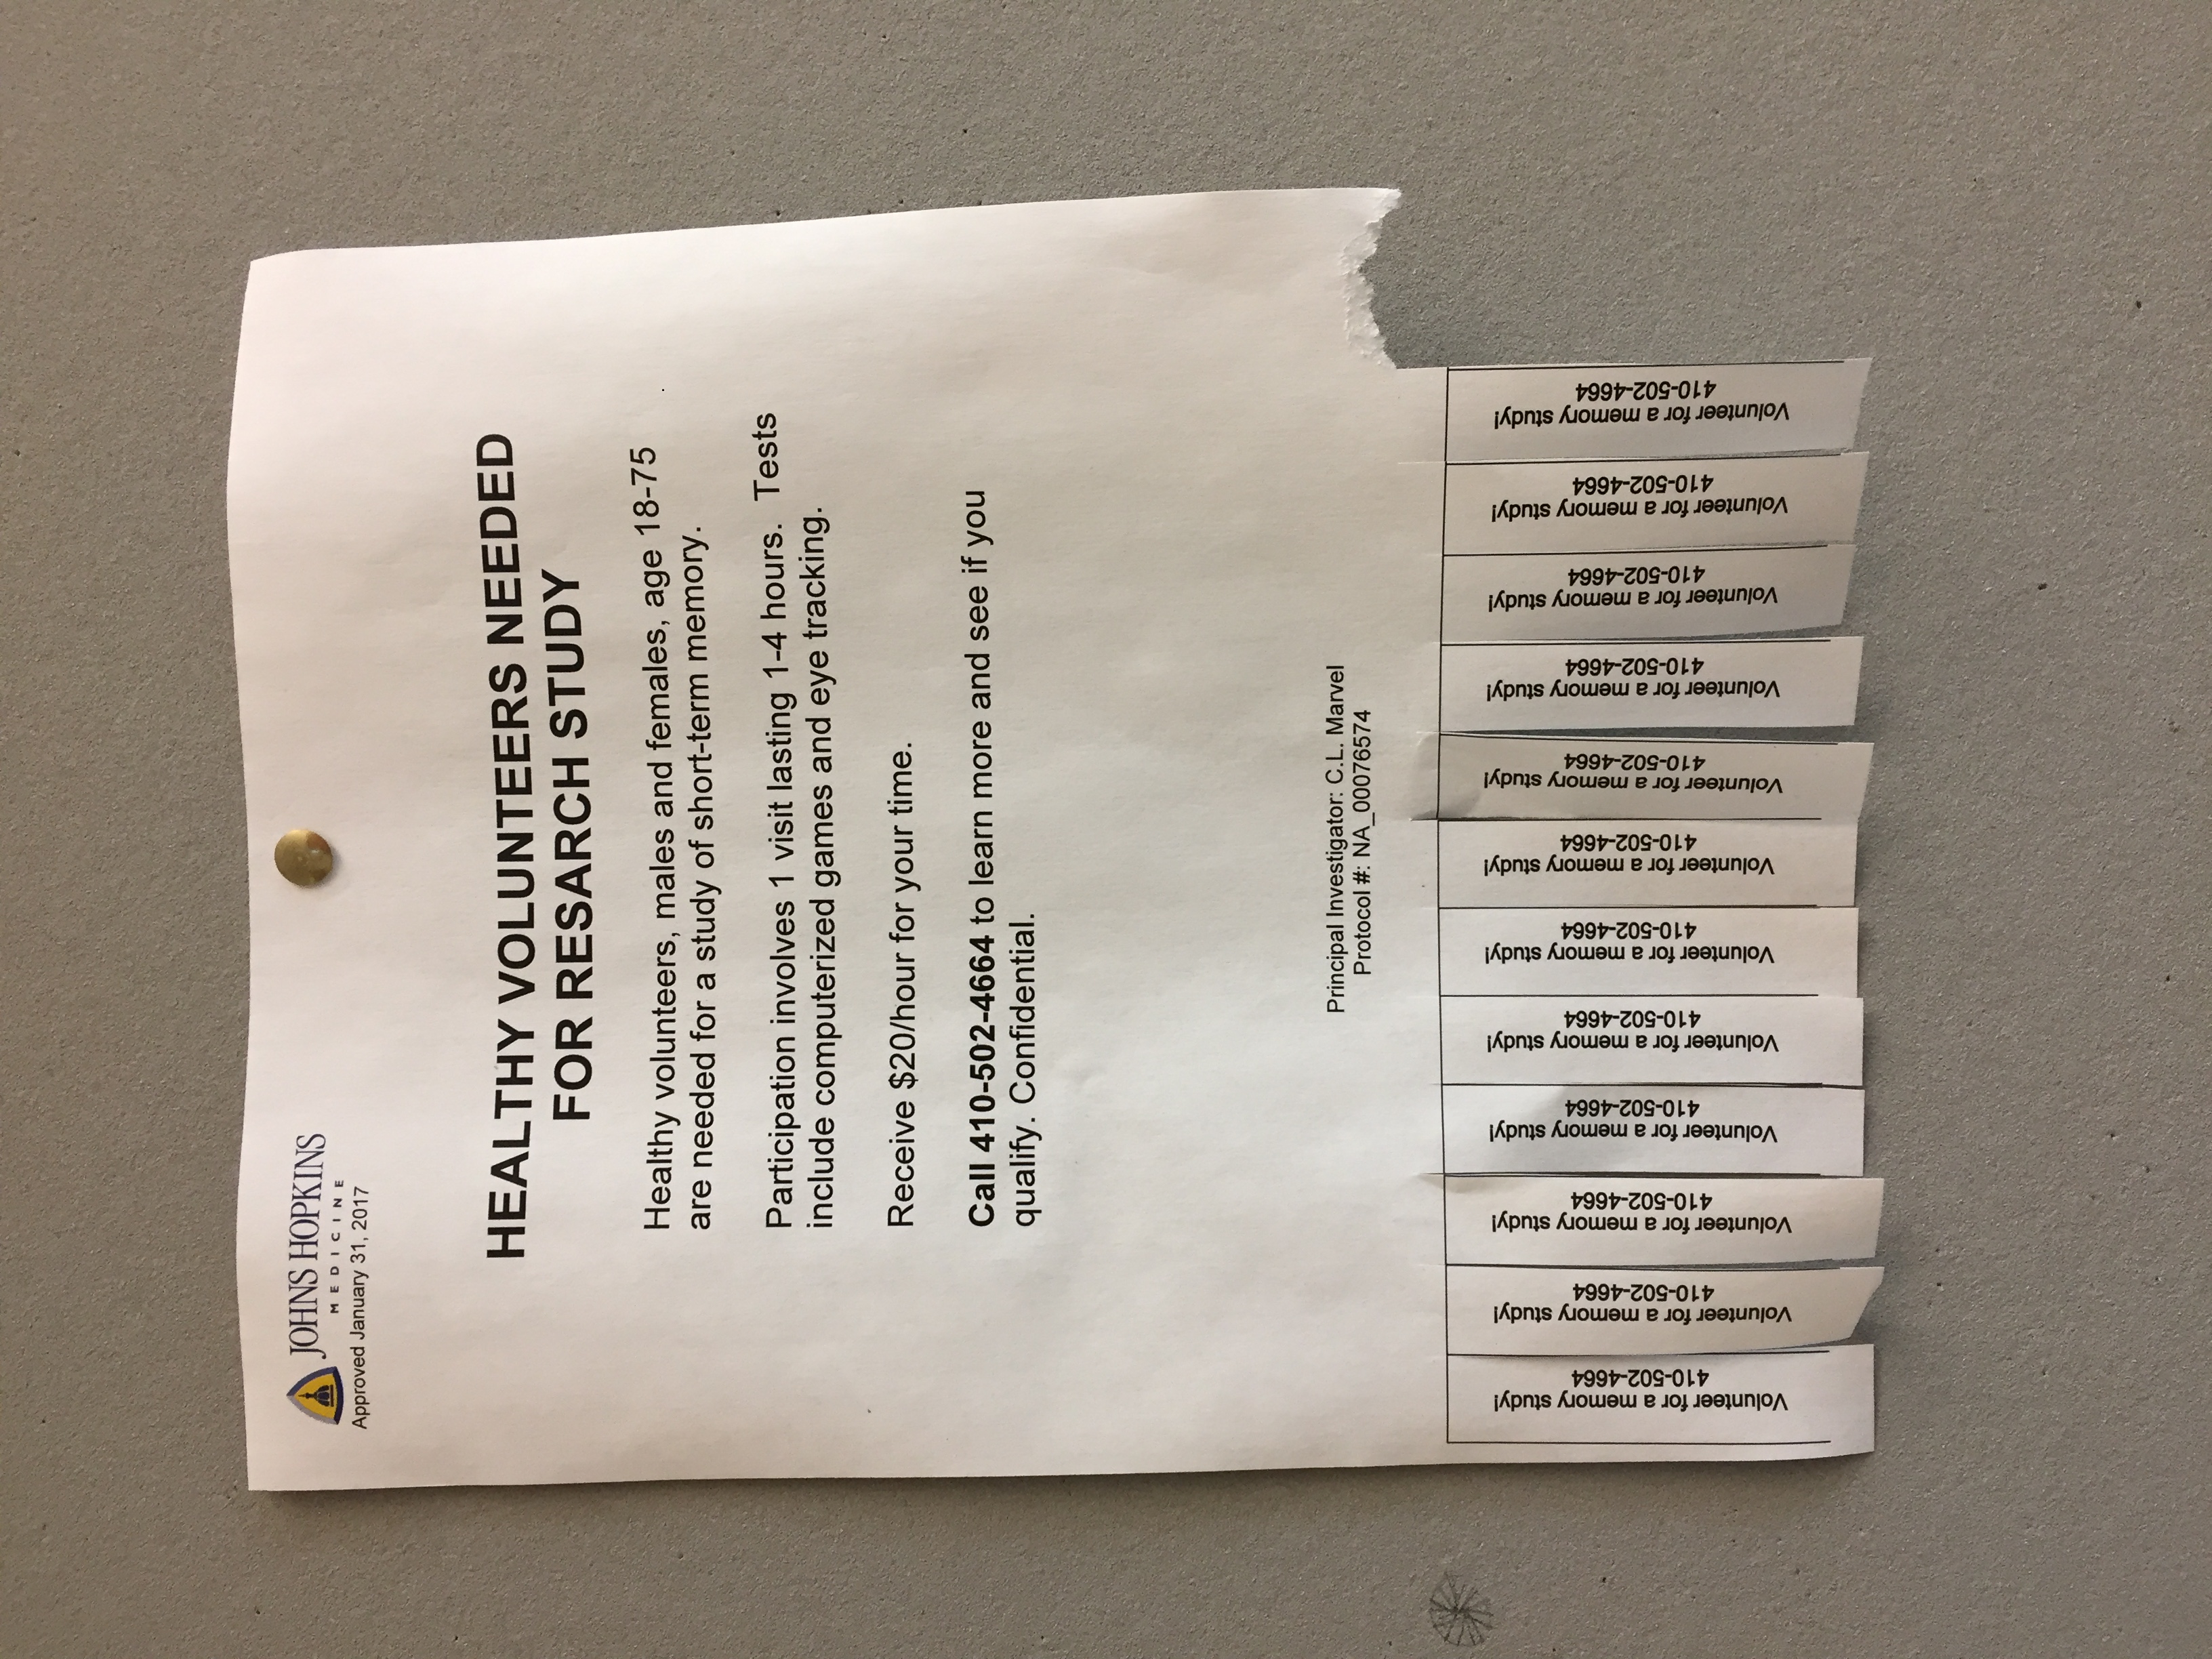 JOHNS HOPKINS
MEDICINE
Approved January 31, 2017
HEALTHY VOLUNTEERS NEEDED
FOR RESARCH STUDY
Healthy volunteers, males and females, age 18-75
are needed for a study of short-term memory.
Participation involves 1 visit lasting 1-4 hours. Tests
include computerized games and eye tracking.
Receive $20/hour for your time.
Call 410-502-4664 to learn more and see if you
qualify. Confidential.
Principal Investigator: C.L. Marvel
Protocol #: NA_00076574
Volunteer for a memory study!
410-502-4664
Volunteer for a memory study!
410-502-4664
Volunteer for a memory study!
410-502-4664
Volunteer for a memory study!
410-502-4664
Volunteer for a memory study!
410-502-4664
Volunteer for a memory study!
410-502-4664
Volunteer for a memory study!
410-502-4664
Volunteer for a memory study!
410-502-4664
Volunteer for a memory study!
410-502-4664
Volunteer for a memory study!
410-502-4664
Volunteer for a memory study!
410-502-4664
Volunteer for a memory study!
410-502-4664